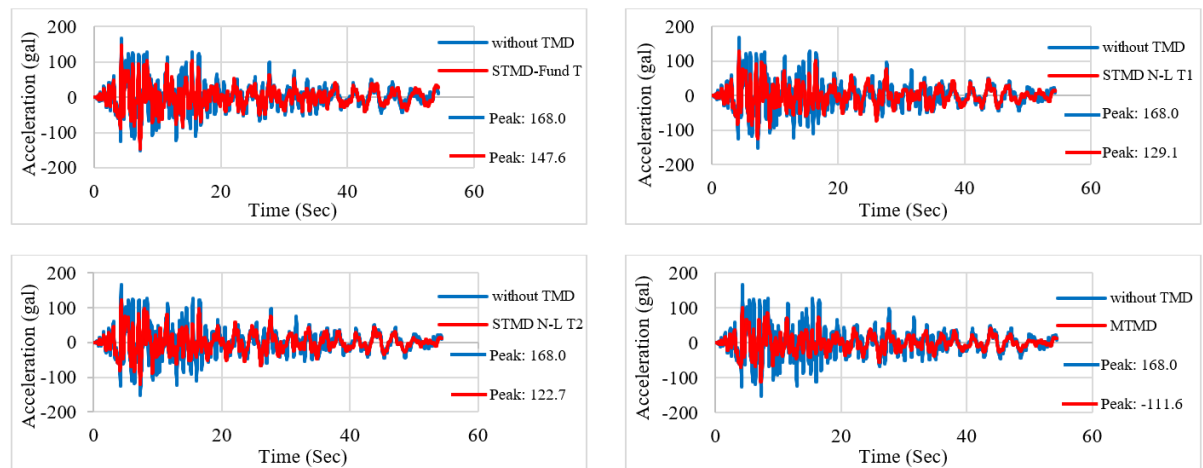 200
100
0
-100
-200
Acceleration (gal)
without TMD
STMD-Fund T
Peak: 168.0
Peak: 147.6
0 20 40 60
Time (Sec)
200
100
0
-100
-200
Acceleration (gal)
without TMD
STMD N-L T1
Peak: 168.0
Peak: 129.1
0 20 40 60
Time (Sec)
200
100
0
-100
-200
Acceleration (gal)
without TMD
STMD N-L T2
Peak: 168.0
Peak: 122.7
0 20 40 60
Time (Sec)
200
100
0
-100
-200
Acceleration (gal)
without TMD
MTMD
Peak: 168.0
Peak: -111.6
0 20 40 60
Time (Sec)